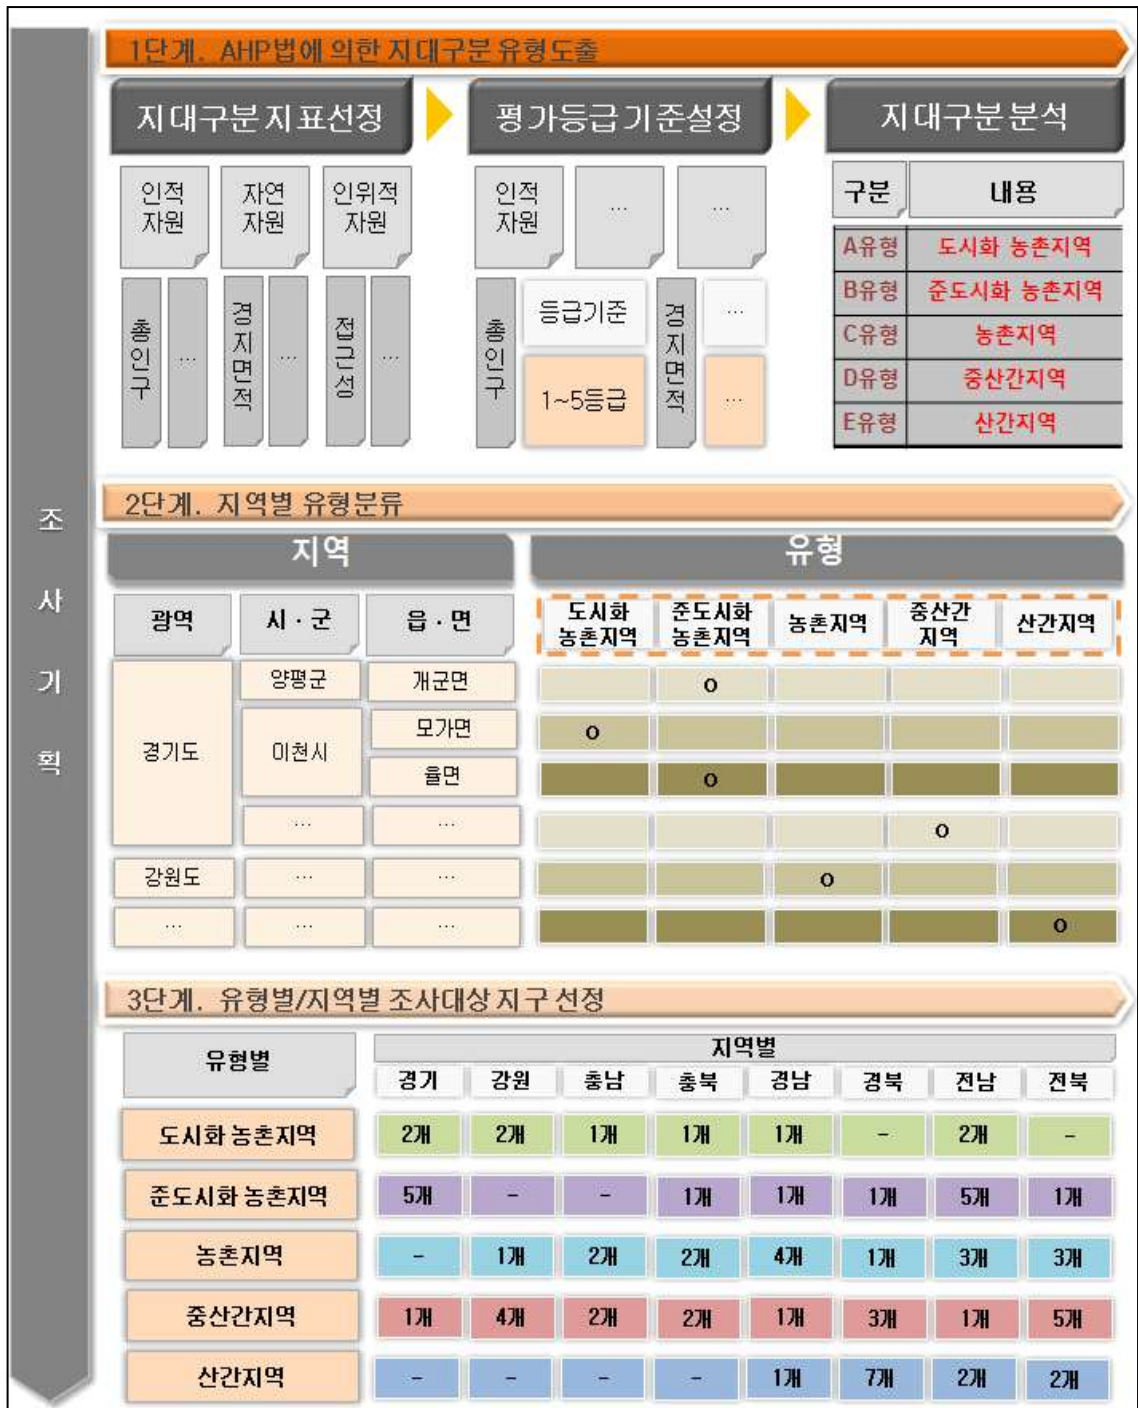 조
사
기
획
1단계. AHP법에 의한 지대구분 유형도출
지대구분 지표선정
평가등급 기준설정
지대구분 분석
인적
자원
자연
자원
인위적
자원
총인구
...
경지면적
...
접근성
...
인적
자원
...
...
총인구
등급기준
1~5등급
경지면적
...
...
구분 내용
A유형 도시화 농촌지역
B유형 준도시화 농촌지역
C유형 농촌지역
D유형 중산간지역
E유형 산간지역
2단계. 지역별 유형분류
지역 유형
광역 시·군 읍·면
도시화
농촌지역
준도시화
농촌지역
농촌지역
중산간
지역
산간지역
경기도
양평군 개군면 O
이천시
모가면 O
율면 O
... ... O
강원도 ... ... O
... ... ... O
3단계. 유형별/지역별 조사대상 지구 선정
유형별 지역별
경기 강원 충남 충북 경남 경북 전남 전북
도시화 농촌지역 2개 2개 1개 1개 1개 - 2개 -
준도시화 농촌지역 5개 - - 1개 1개 1개 5개 1개
농촌지역 - 1개 2개 2개 4개 1개 3개 3개
중산간지역 1개 4개 2개 2개 1개 3개 1개 5개
산간지역 - - - - 1개 7개 2개 2개